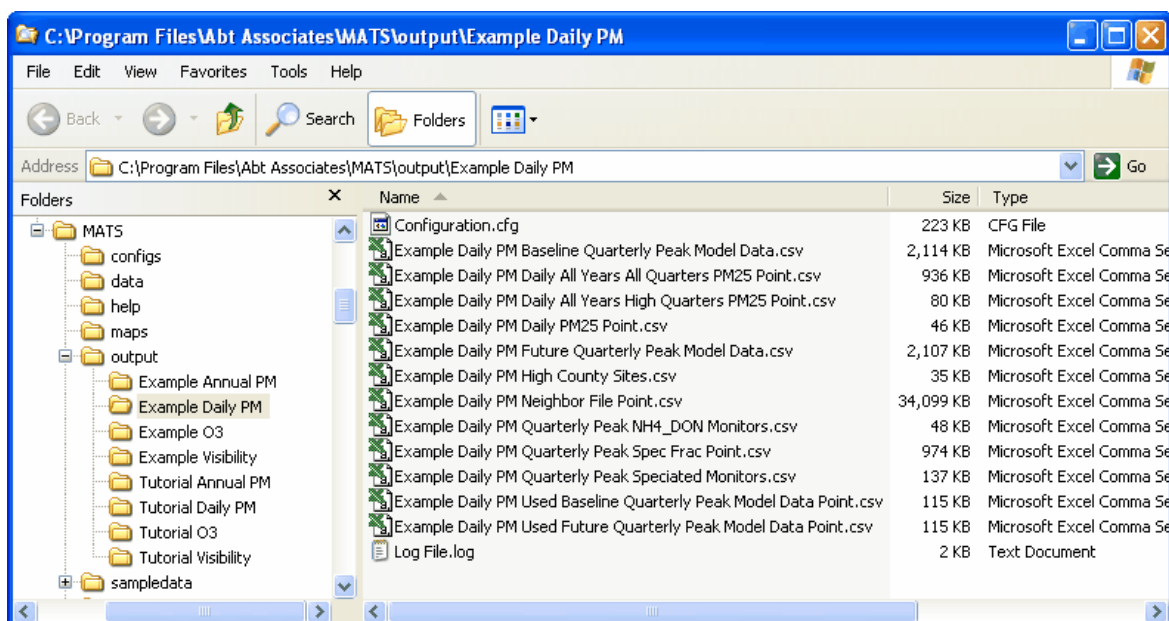 C:\Program Files\Abt Associates\MATS\output\Example Daily PM
File Edit View Favorites Tools Help
Back Search Folders
Address C:\Program Files\Abt Associates\MATS\output\Example Daily PM Go
Folders
MATS
configs
data
help
maps
output
Example Annual PM
Example Daily PM
Example O3
Example Visibility
Tutorial Annual PM
Tutorial Daily PM
Tutorial O3
Tutorial Visibility
sampledata
Name Size Type
Configuration.cfg 223 KB CFG File
Example Daily PM Baseline Quarterly Peak Model Data.csv 2,114 KB Microsoft Excel Comma Se
Example Daily PM Daily All Years All Quarters PM25 Point.csv 936 KB Microsoft Excel Comma Se
Example Daily PM Daily All Years High Quarters PM25 Point.csv 80 KB Microsoft Excel Comma Se
Example Daily PM Daily PM25 Point.csv 46 KB Microsoft Excel Comma Se
Example Daily PM Future Quarterly Peak Model Data.csv 2,107 KB Microsoft Excel Comma Se
Example Daily PM High County Sites.csv 35 KB Microsoft Excel Comma Se
Example Daily PM Neighbor File Point.csv 34,099 KB Microsoft Excel Comma Se
Example Daily PM Quarterly Peak NH4_DON Monitors.csv 48 KB Microsoft Excel Comma Se
Example Daily PM Quarterly Peak Spec Frac Point.csv 974 KB Microsoft Excel Comma Se
Example Daily PM Quarterly Peak Speciated Monitors.csv 137 KB Microsoft Excel Comma Se
Example Daily PM Used Baseline Quarterly Peak Model Data Point.csv 115 KB Microsoft Excel Comma Se
Example Daily PM Used Future Quarterly Peak Model Data Point.csv 115 KB Microsoft Excel Comma Se
Log File.log 2 KB Text Document